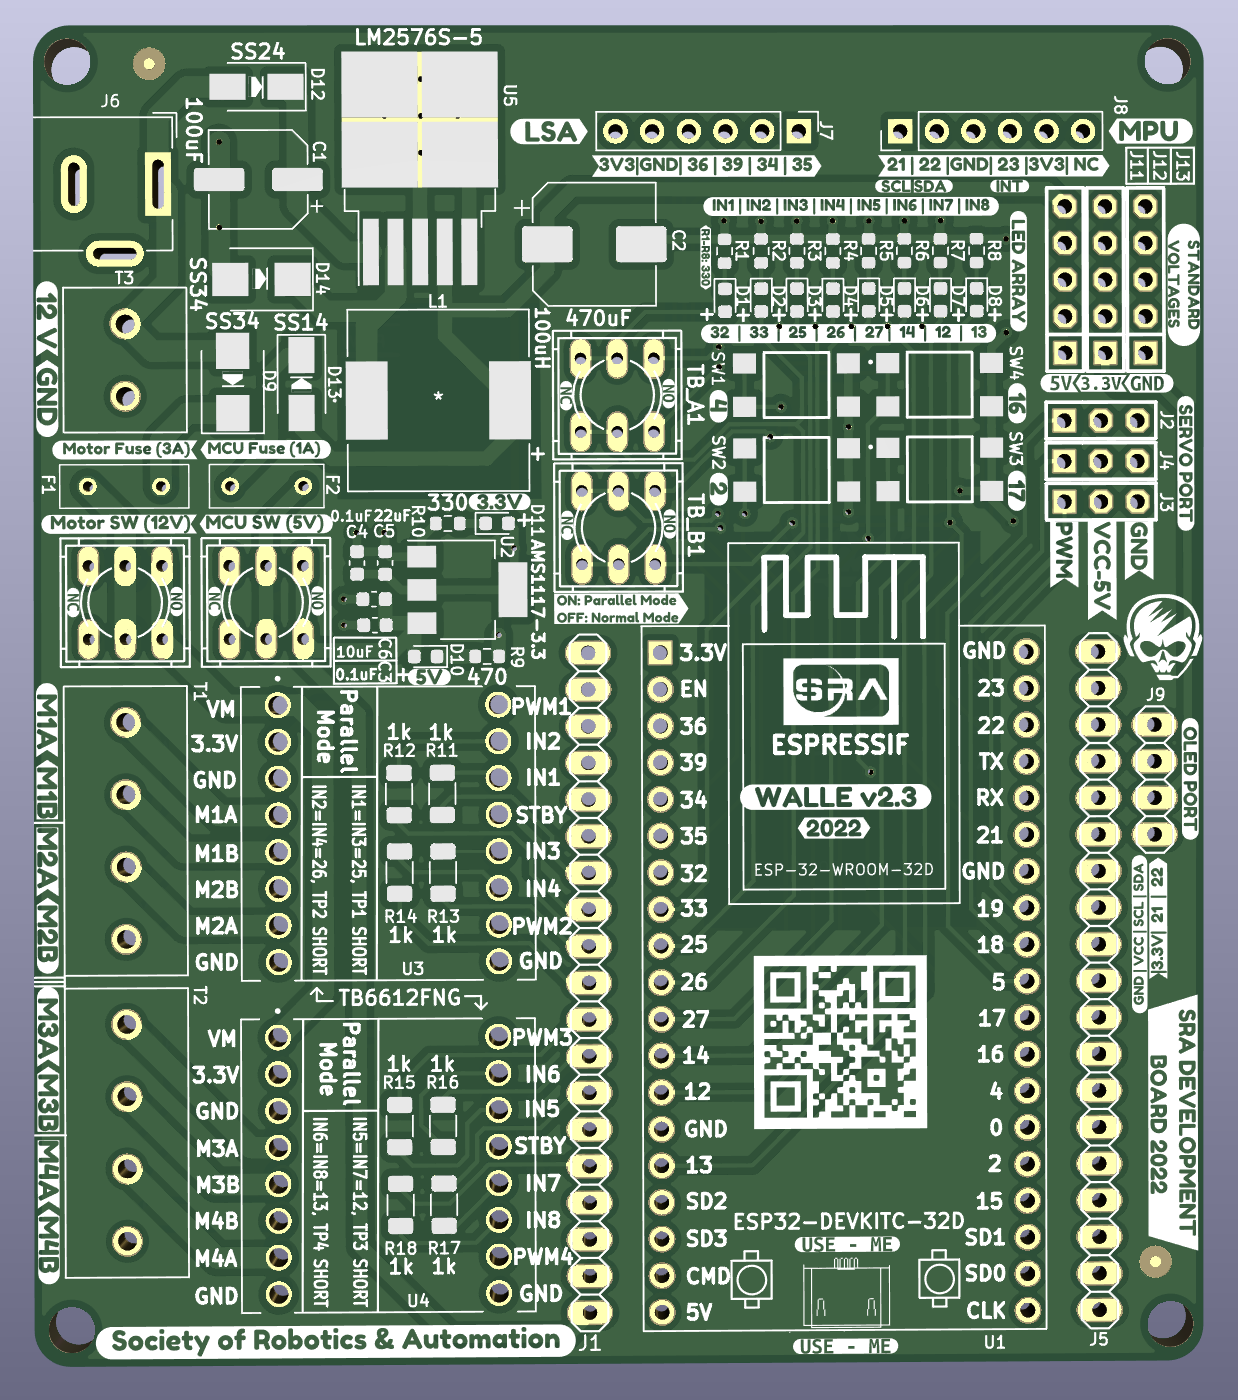 LM2576S-5
SS24
D12
U5
J6
100uF
C1
+
LSA
J7
J8
MPU
3V3|GND| 36 | 39 | 34 | 35
21 | 22 |GND| 23 |3V3| NC
SCL|SDA
INT
J11
J12
J13
IN1 | IN2 | IN3 | IN4 | IN5 | IN6 | IN7 | IN8
R1-R8:330
R1
R2
R3
R4
R5
R6
R7
R8
LED ARRAY
STANDARD
VOLTAGES
+
C2
T3
SS34
D14
L1
D1
D2
D3
D4
D5
D6
D7
D8
+ + + + + + + +
32 | 33 | 25 | 26 | 27 | 14 | 12 | 13
12 V
GND
SS34
D9
SS14
D13
100uH
470uF
*
+
NC
NO
TB_A1
SW1
4
SW4
16
5V
3.3V
GND
J2
J4
J3
SERVO PORT
SW2
2
SW3
17
Motor Fuse (3A)
MCU Fuse (1A)
F1
F2
NC
NO
TB_B1
330
3.3V
R10
D11
+
0.1uF
22uF
C4
C5
U2
AMS1117-3.3
PWM
VCC-5V
GND
Motor SW (12V)
MCU SW (5V)
NC
NO
NC
NO
ON: Parallel Mode
OFF: Normal Mode
10uF
0.1uF
C6
C3
+
5V
D10
470
R9
M1A
M1B
M2A
M2B
M3A
M3B
M4A
M4B
T1
VM
3.3V
GND
M1A
M1B
M2B
M2A
GND
Parallel
Mode
IN1=IN3=25, TP1 SHORT
IN2=IN4=26, TP2 SHORT
1k
1k
R12
R11
R14
R13
1k
1k
U3
PWM1
IN2
IN1
STBY
IN3
IN4
PWM2
GND
TB6612FNG
T2
VM
3.3V
GND
M3A
M3B
M4B
M4A
GND
Parallel
Mode
IN5=IN7=12, TP3 SHORT
IN6=IN8=13, TP4 SHORT
1k
1k
R15
R16
R18
R17
1k
1k
U4
PWM3
IN6
IN5
STBY
IN7
IN8
PWM4
GND
3.3V
EN
36
39
34
35
32
33
25
26
27
14
12
GND
13
SD2
SD3
CMD
5V
SRA
ESPRESSIF
WALLE v2.3
2022
ESP-32-WROOM-32D
GND
23
22
TX
RX
21
GND
19
18
5
17
16
4
0
2
15
SD1
SD0
CLK
J9
OLED PORT
GND | VCC | SCL | SDA
|3.3V| 21 | 22
SRA DEVELOPMENT
BOARD 2022
ESP32-DEVKITC-32D
USE - ME
USE - ME
Society of Robotics & Automation
J1
U1
J5